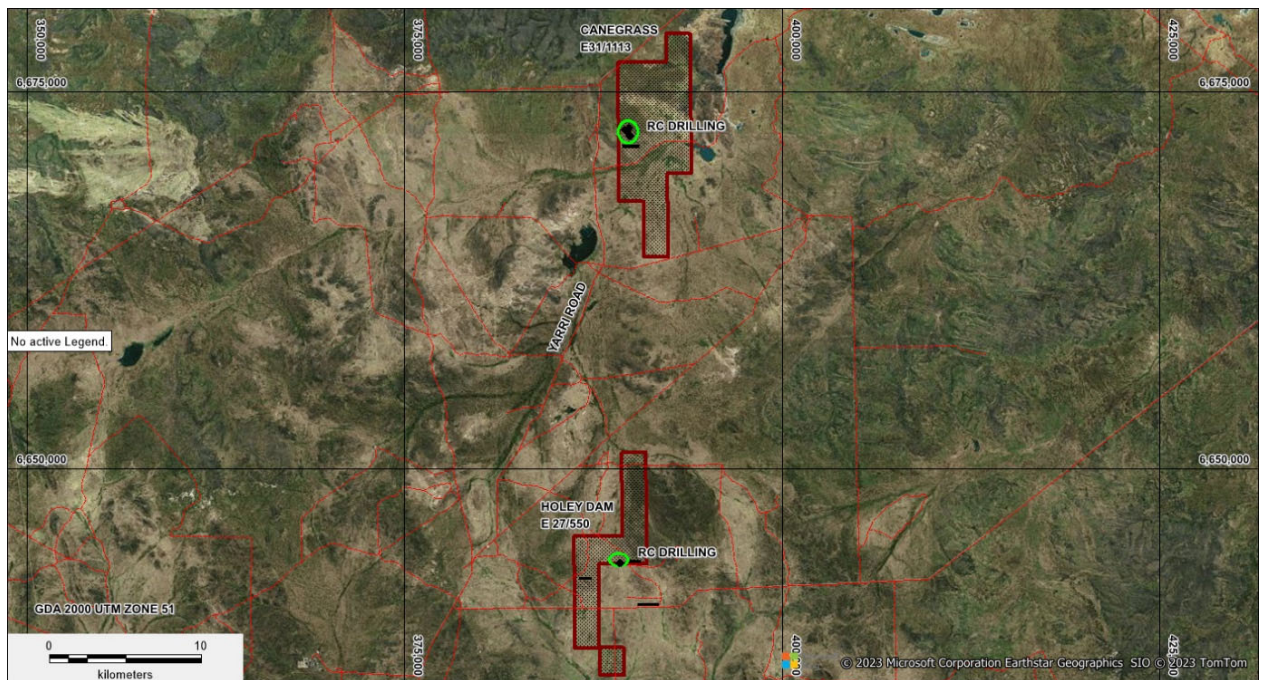 350,000
375,000
400,000
425,000
CANEGRASS
E31/1113
6,675,000
6,675,000
RC DRILLING
YARRI ROAD
No active Legend.
6,650,000
6,650,000
HOLEY DAM
E 27/550
RC DRILLING
GDA 2000 UTM ZONE 51
0 10
kilometers
375,000
400,000
425,000
© 2023 Microsoft Corporation Earthstar Geographics SIO © 2023 TomTom